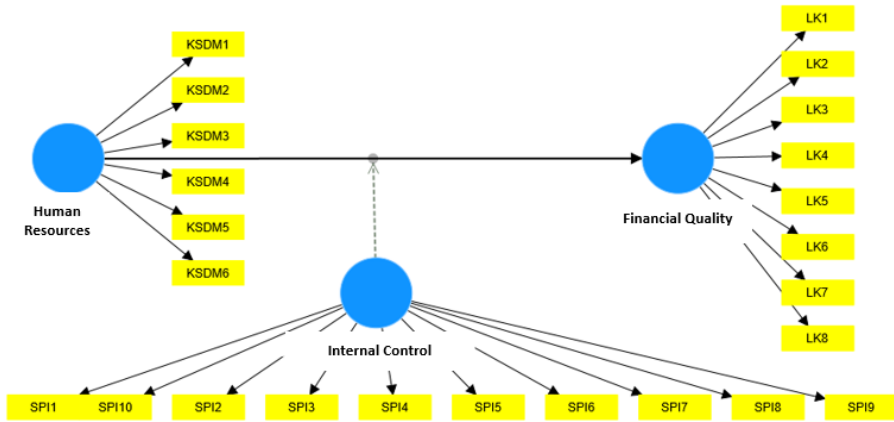 KSDM1
KSDM2
KSDM3
KSDM4
KSDM5
KSDM6
Human
Resources
LK1
LK2
LK3
LK4
LK5
LK6
LK7
LK8
Financial Quality
Internal Control
SPI1
SPI10
SPI2
SPI3
SPI4
SPI5
SPI6
SPI7
SPI8
SPI9